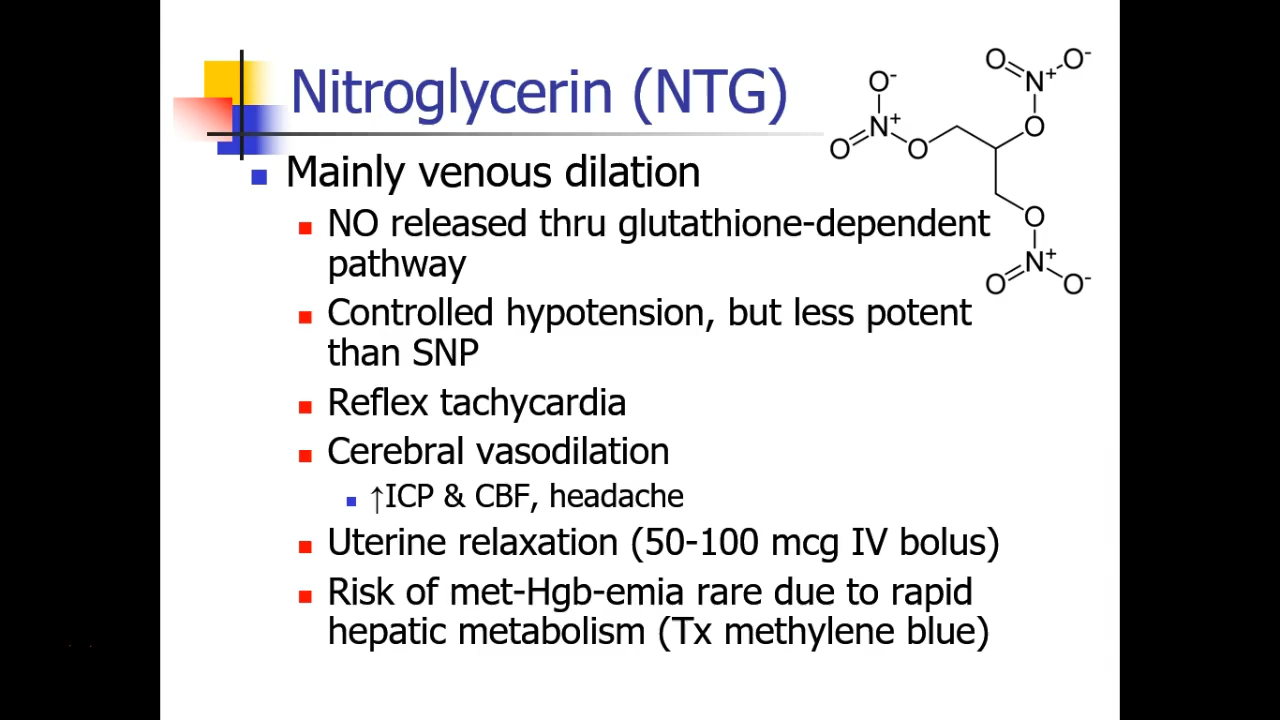 Nitroglycerin (NTG)
Mainly venous dilation
NO released thru glutathione-dependent
pathway
Controlled hypotension, but less potent
than SNP
Reflex tachycardia
Cerebral vasodilation
↑ICP & CBF, headache
Uterine relaxation (50-100 mcg IV bolus)
Risk of met-Hgb-emia rare due to rapid
hepatic metabolism (Tx methylene blue)
O-
O N+ O
O N+ O-
O
O
O N+ O-